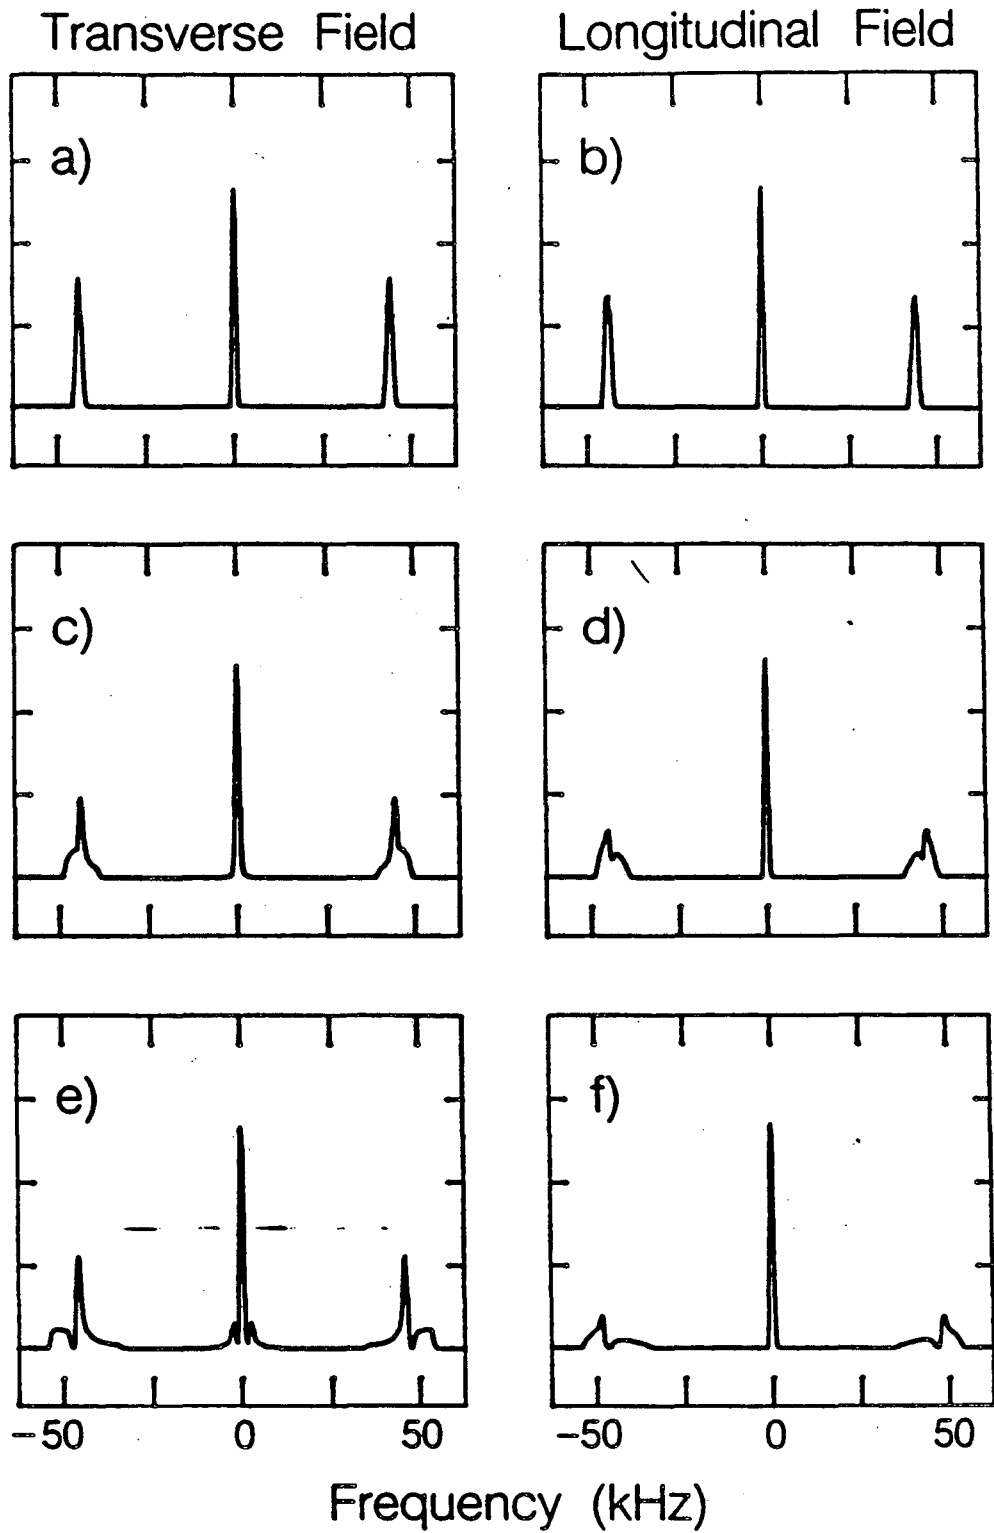 Transverse Field Longitudinal Field
a) b)
c) d)
e) f)
−50 0 50 −50 0 50
Frequency (kHz)